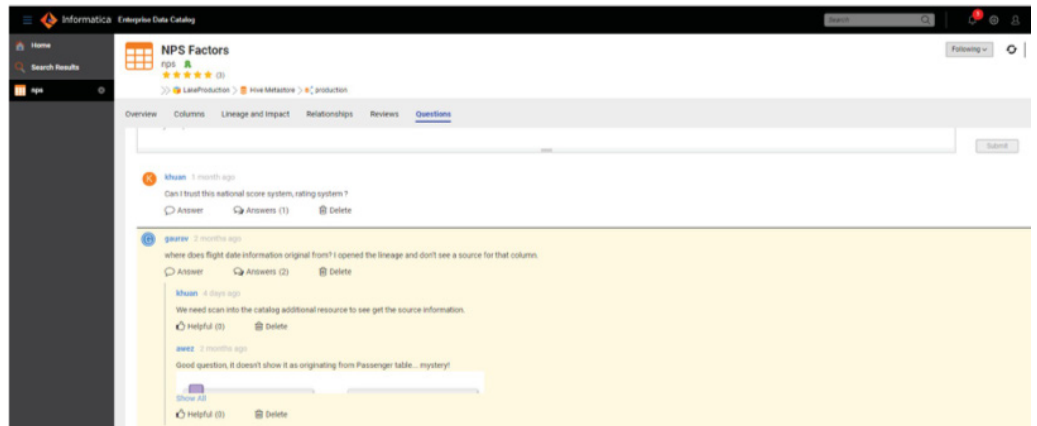 Informatica Enterprise Data Catalog
Search
Home
Search Results
nps
NPS Factors
nps
(3)
LakeProduction > Hive Metastore > production
Following
Overview Columns Lineage and Impact Relationships Reviews Questions
Submit
K khuan 1 month ago
Can I trust this national score system, rating system ?
Answer Answers (1) Delete
G gaurav 2 months ago
where does flight date information original from? I opened the lineage and don't see a source for that column.
Answer Answers (2) Delete
khuan 4 days ago
We need scan into the catalog additional resource to see get the source information.
Helpful (0) Delete
awez 2 months ago
Good question, it doesn't show it as originating from Passenger table... mystery!
Show All
Helpful (0) Delete